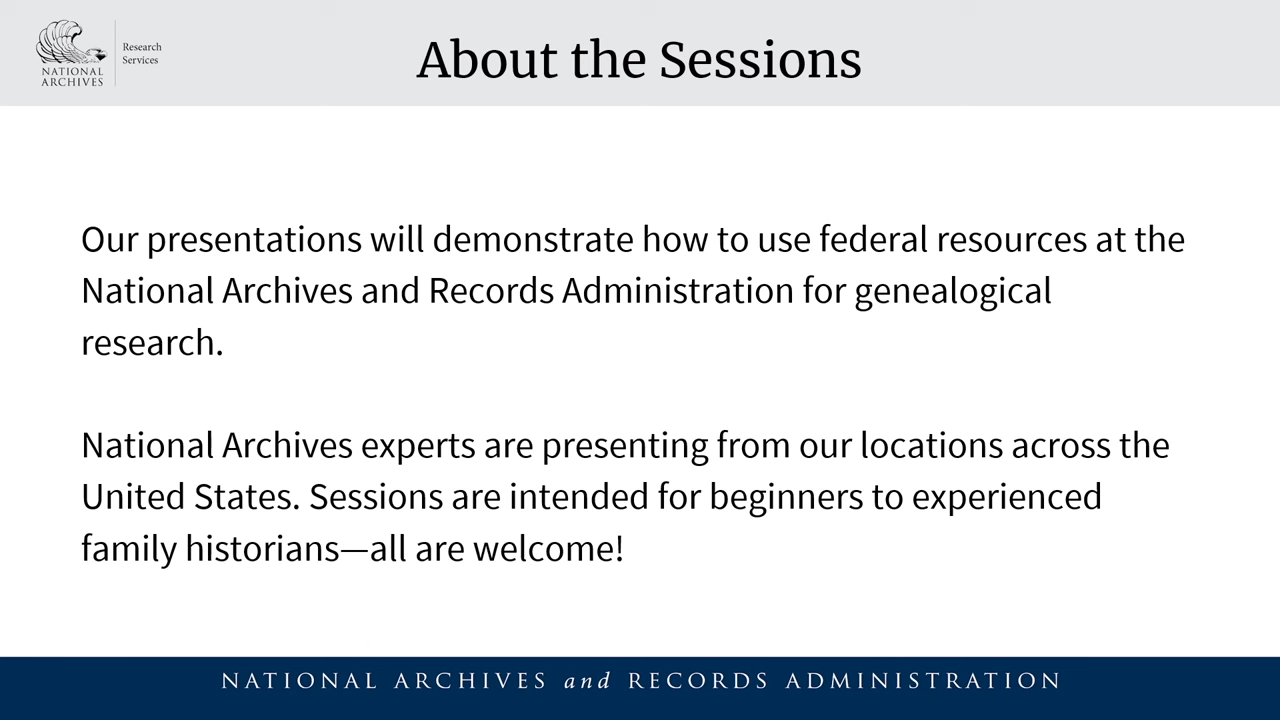 NATIONAL
ARCHIVES
Research
Services
About the Sessions
Our presentations will demonstrate how to use federal resources at the
National Archives and Records Administration for genealogical
research.
National Archives experts are presenting from our locations across the
United States. Sessions are intended for beginners to experienced
family historians—all are welcome!
NATIONAL ARCHIVES and RECORDS ADMINISTRATION